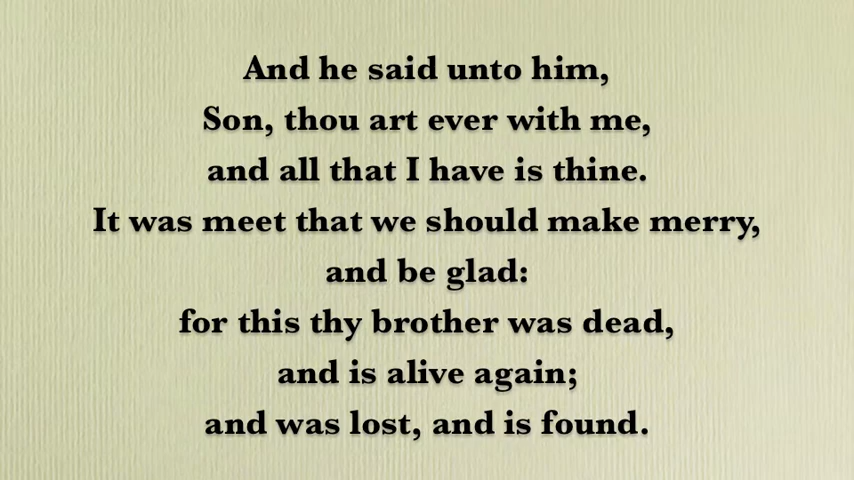 And he said unto him,
Son, thou art ever with me,
and all that I have is thine.
It was meet that we should make merry,
and be glad:
for this thy brother was dead,
and is alive again;
and was lost, and is found.